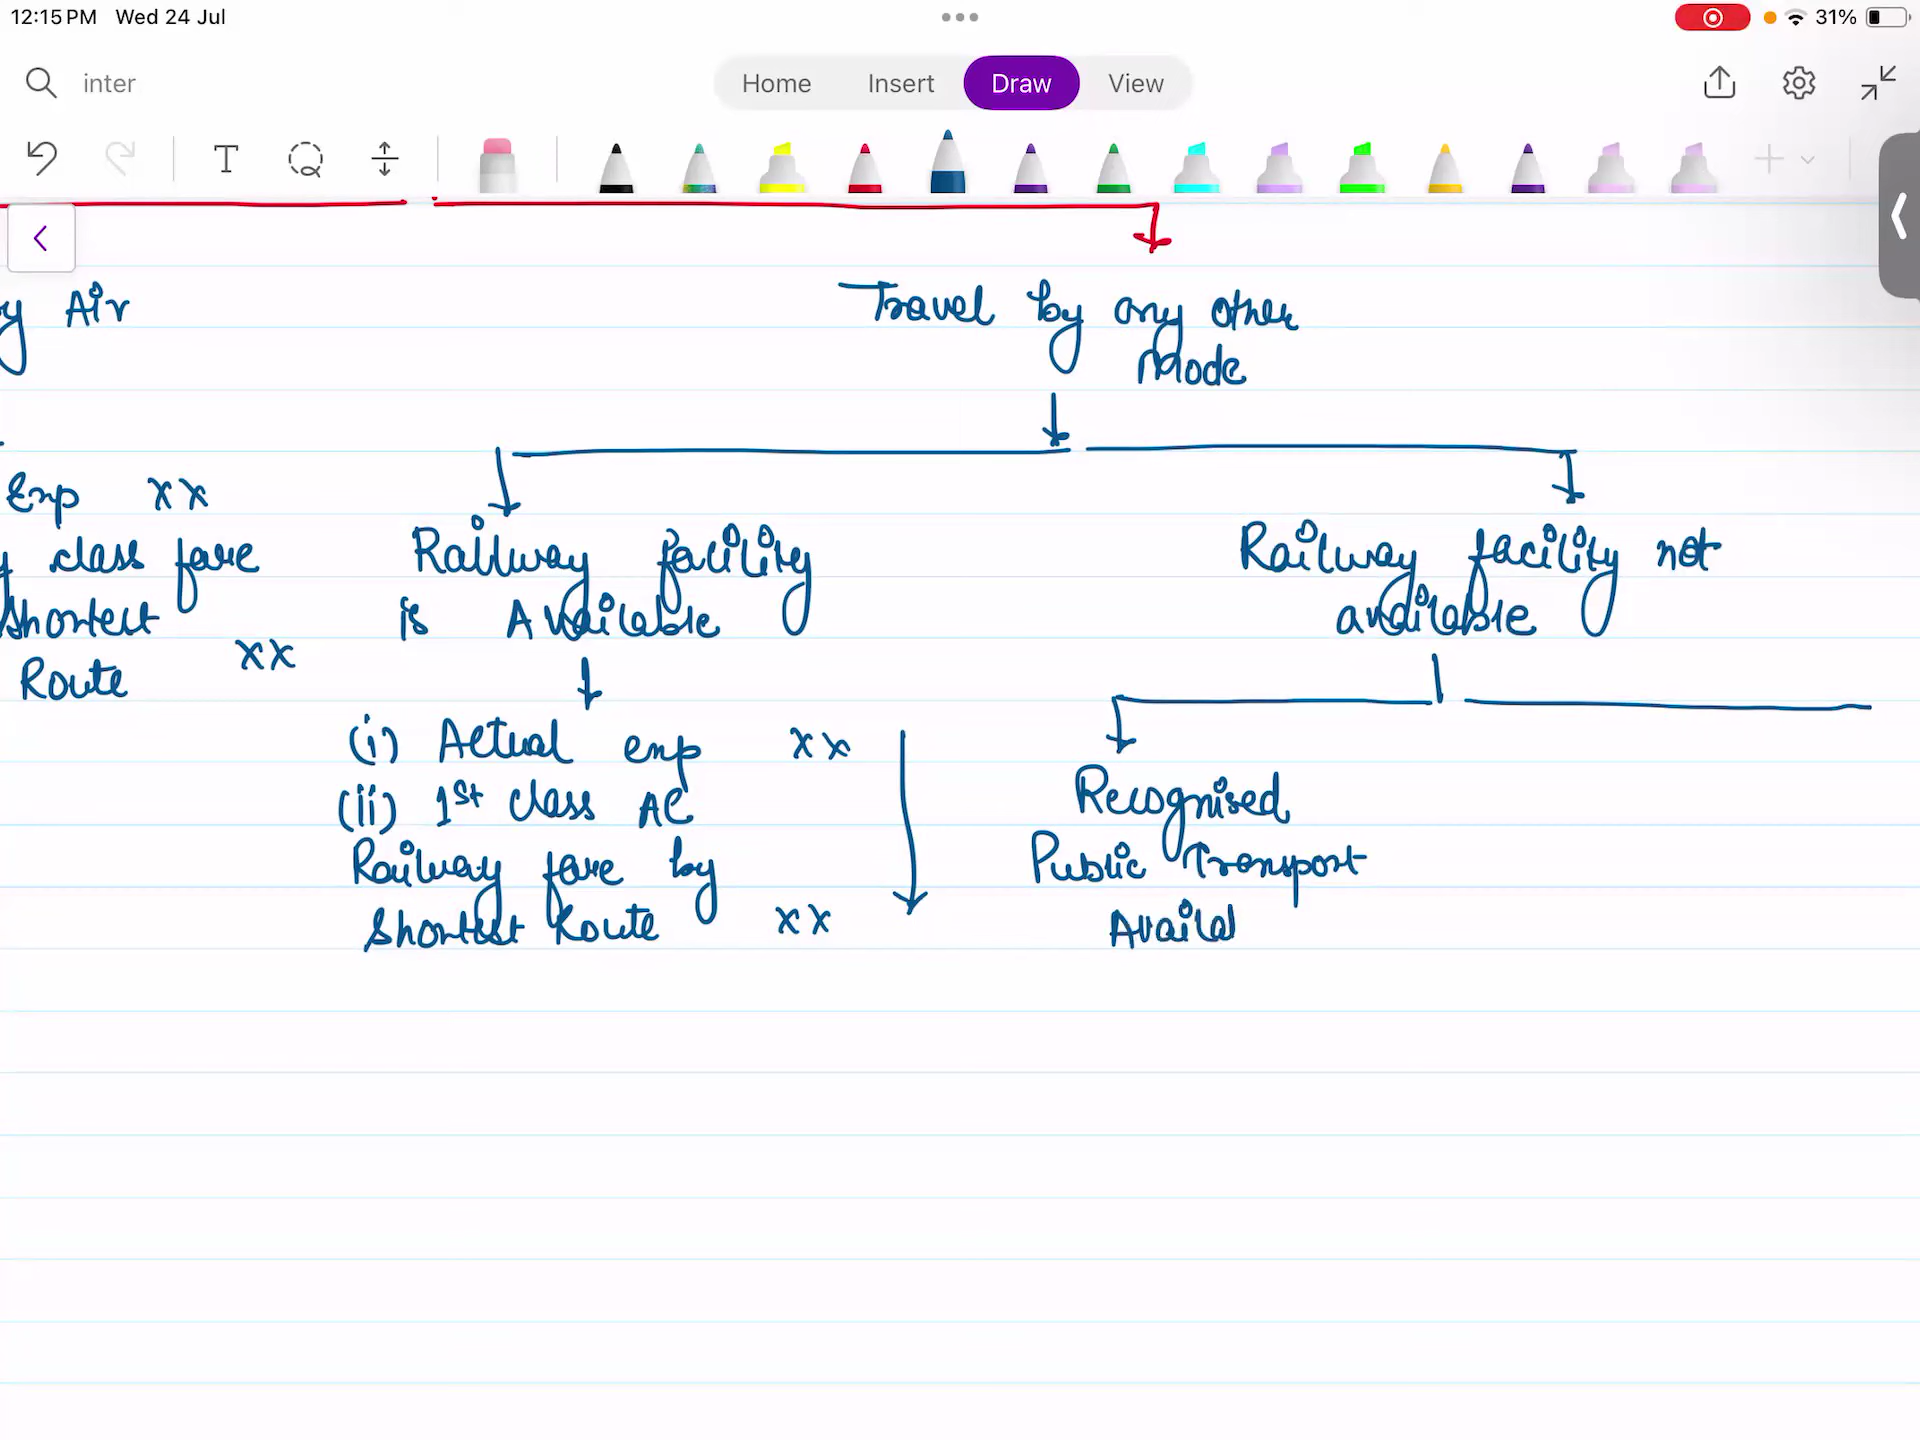 12:15 PM Wed 24 Jul
31%
inter
Home Insert Draw View
T
y Air
Travel by any other
Mode
Exp xx
y class fare
Shortest
Route xx
Railway facility
is Available
Railway facility not
available
(i) Actual exp xx
(ii) 1st class AC
Railway fare by
Shortest Route xx
Recognised
Public Transport
Availa